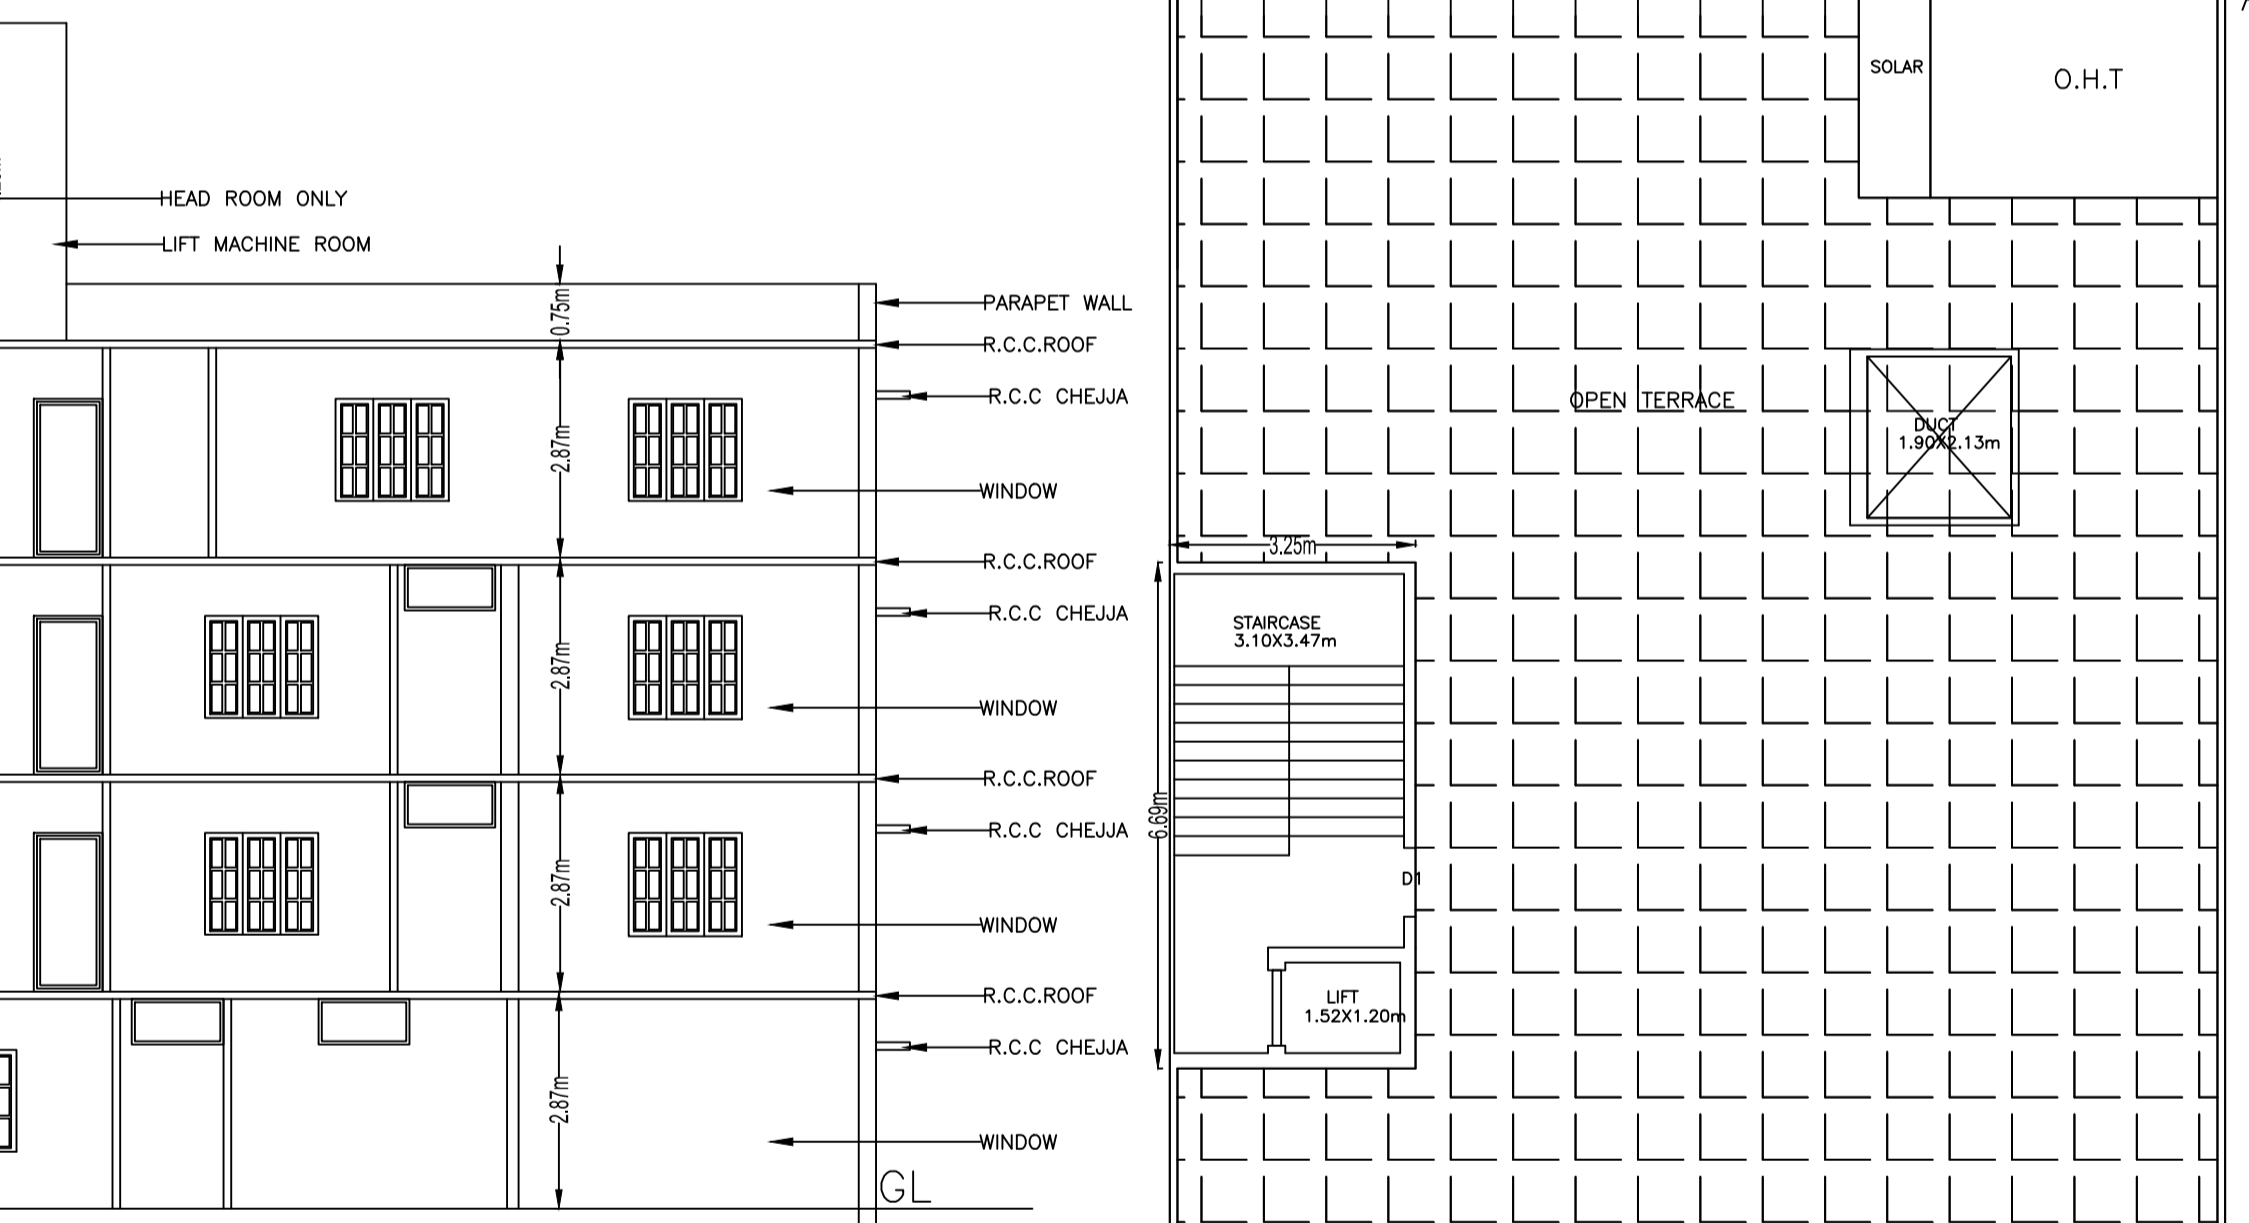 HEAD ROOM ONLY
LIFT MACHINE ROOM
0.75m
PARAPET WALL
R.C.C.ROOF
R.C.C CHEJJA
2.87m
WINDOW
R.C.C.ROOF
R.C.C CHEJJA
2.87m
WINDOW
R.C.C.ROOF
R.C.C CHEJJA
2.87m
WINDOW
R.C.C.ROOF
R.C.C CHEJJA
2.87m
WINDOW
GL
SOLAR
O.H.T
OPEN TERRACE
DUCT
1.90X2.13m
3.25m
STAIRCASE
3.10X3.47m
6.69m
D1
LIFT
1.52X1.20m